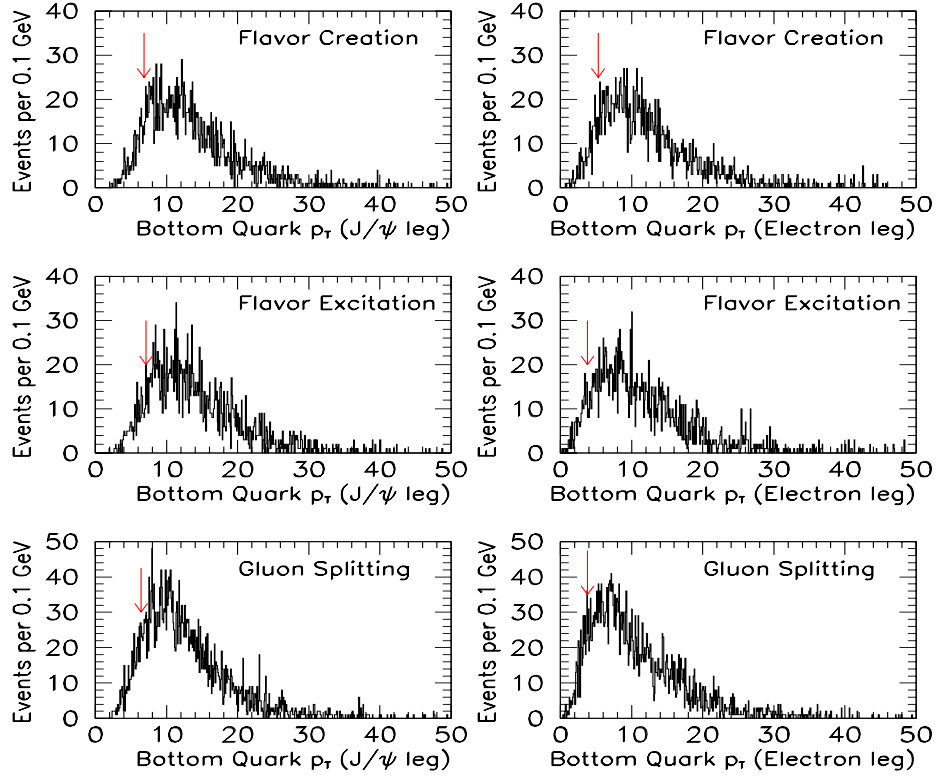 40
30
20
10
0
Events per 0.1 GeV
Flavor Creation
0 10 20 30 40 50
Bottom Quark pT (J/ψ leg)
40
30
20
10
0
Events per 0.1 GeV
Flavor Creation
0 10 20 30 40 50
Bottom Quark pT (Electron leg)
40
30
20
10
0
Events per 0.1 GeV
Flavor Excitation
0 10 20 30 40 50
Bottom Quark pT (J/ψ leg)
40
30
20
10
0
Events per 0.1 GeV
Flavor Excitation
0 10 20 30 40 50
Bottom Quark pT (Electron leg)
50
40
30
20
10
0
Events per 0.1 GeV
Gluon Splitting
0 10 20 30 40 50
Bottom Quark pT (J/ψ leg)
50
40
30
20
10
0
Events per 0.1 GeV
Gluon Splitting
0 10 20 30 40 50
Bottom Quark pT (Electron leg)